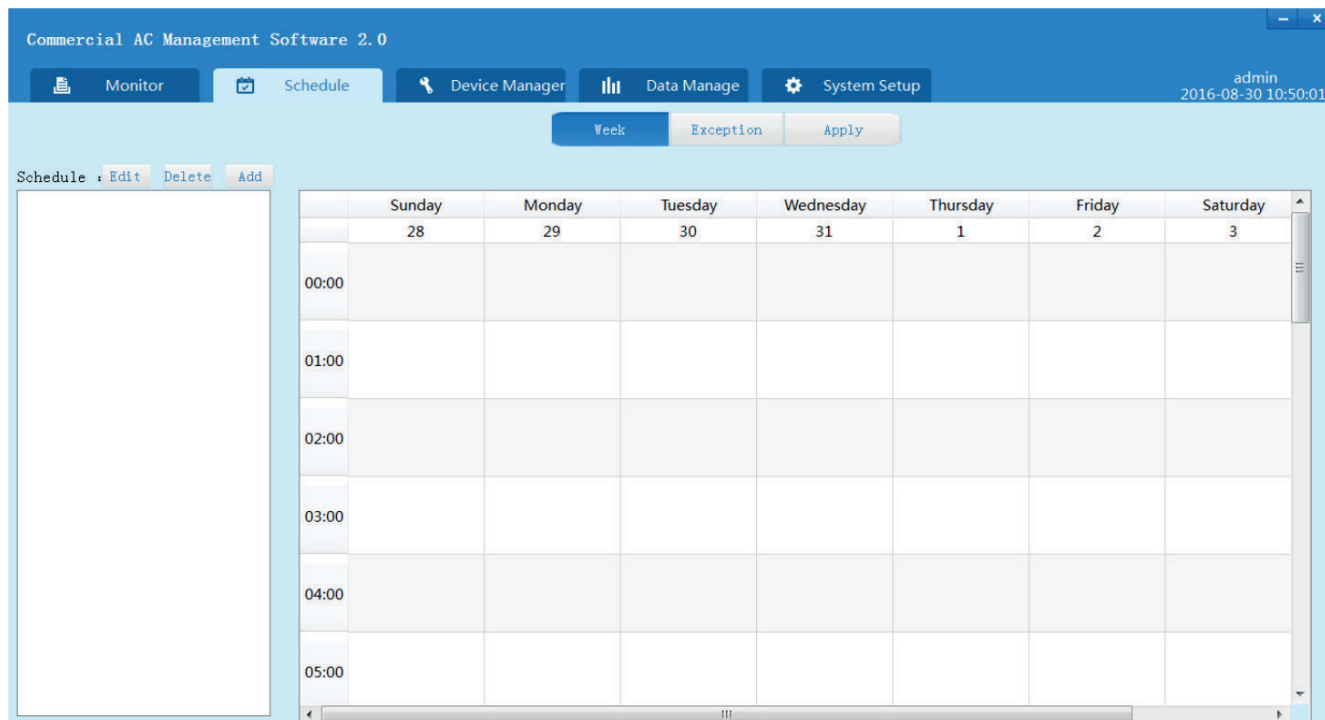 Commercial AC Management Software 2.0
Monitor Schedule Device Manager Data Manage System Setup
admin
2016-08-30 10:50:01
Week Exception Apply
Schedule : Edit Delete Add
Sunday Monday Tuesday Wednesday Thursday Friday Saturday
28 29 30 31 1 2 3
00:00
01:00
02:00
03:00
04:00
05:00